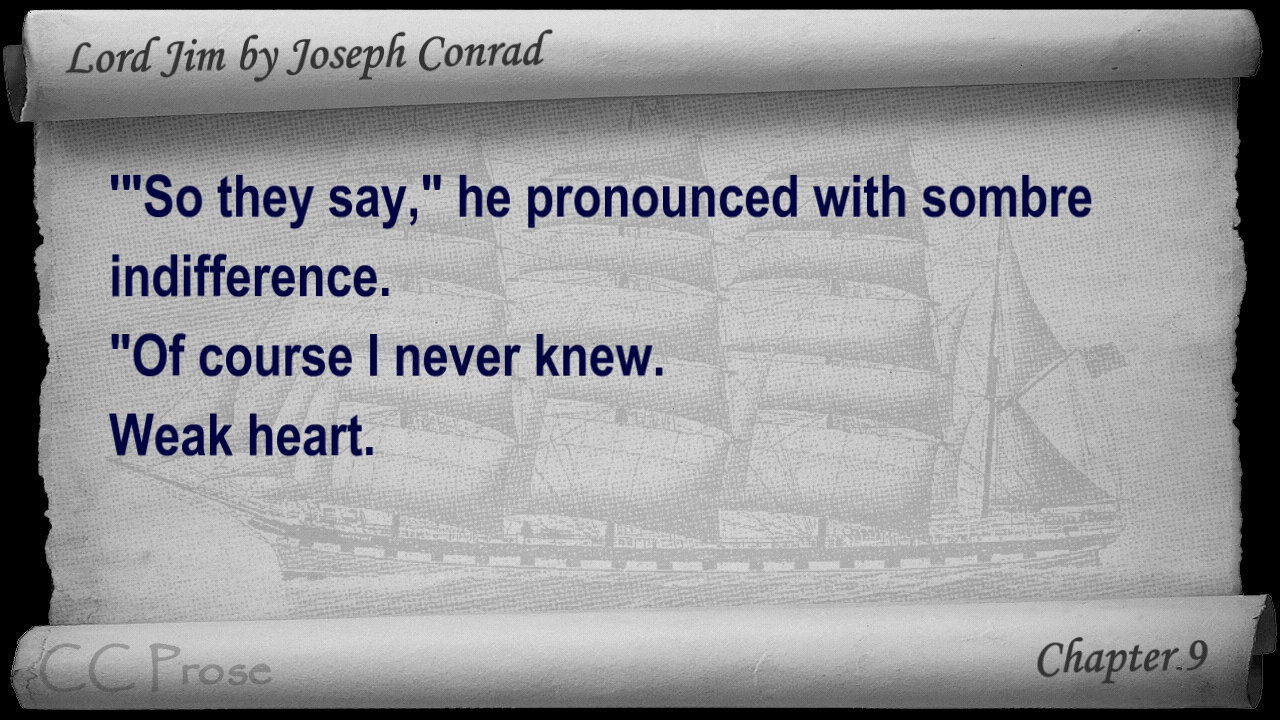 Lord Jim by Joseph Conrad
'"So they say," he pronounced with sombre
indifference.
"Of course I never knew.
Weak heart.
CC Prose
Chapter 9